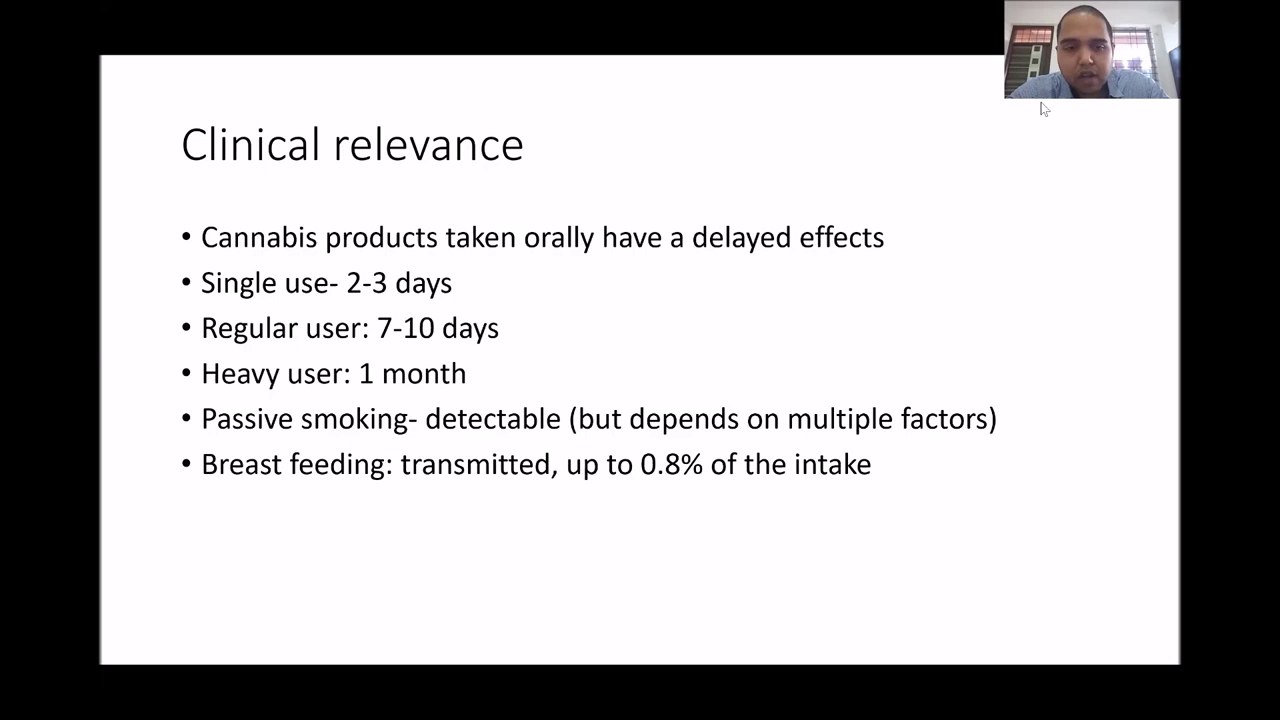 Clinical relevance
• Cannabis products taken orally have a delayed effects
• Single use- 2-3 days
• Regular user: 7-10 days
• Heavy user: 1 month
• Passive smoking- detectable (but depends on multiple factors)
• Breast feeding: transmitted, up to 0.8% of the intake